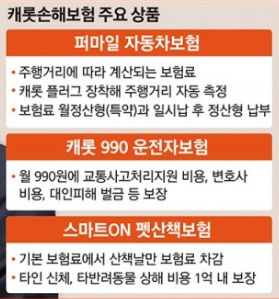 캐롯손해보험 주요 상품
퍼마일 자동차보험
• 주행거리에 따라 계산되는 보험료
• 캐롯 플러그 장착해 주행거리 자동 측정
• 보험료 월정산형(특약)과 일시납 후 정산형 납부
캐롯 990 운전자보험
• 월 990원에 교통사고처리지원 비용, 변호사
비용, 대인피해 벌금 등 보장
스마트ON 펫산책보험
• 기본 보험료에서 산책날만 보험료 차감
• 타인 신체, 타반려동물 상해 비용 1억 내 보장